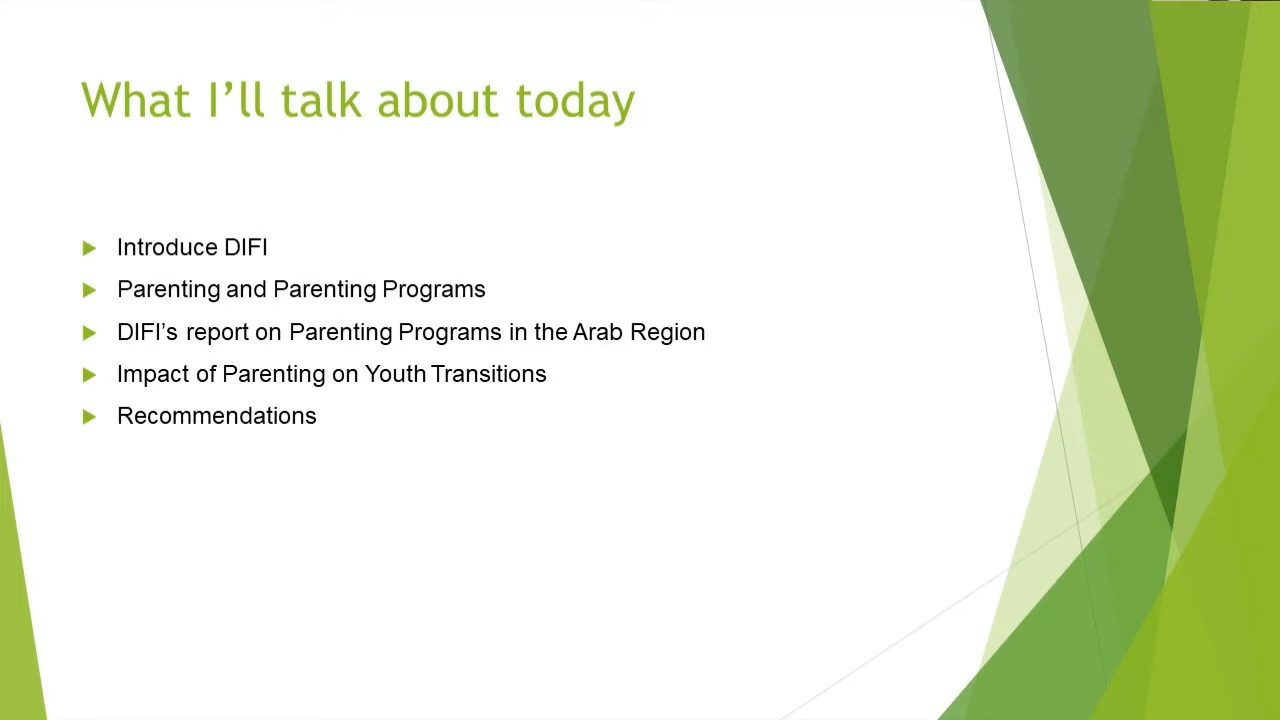 What I’ll talk about today
Introduce DIFI
Parenting and Parenting Programs
DIFI’s report on Parenting Programs in the Arab Region
Impact of Parenting on Youth Transitions
Recommendations